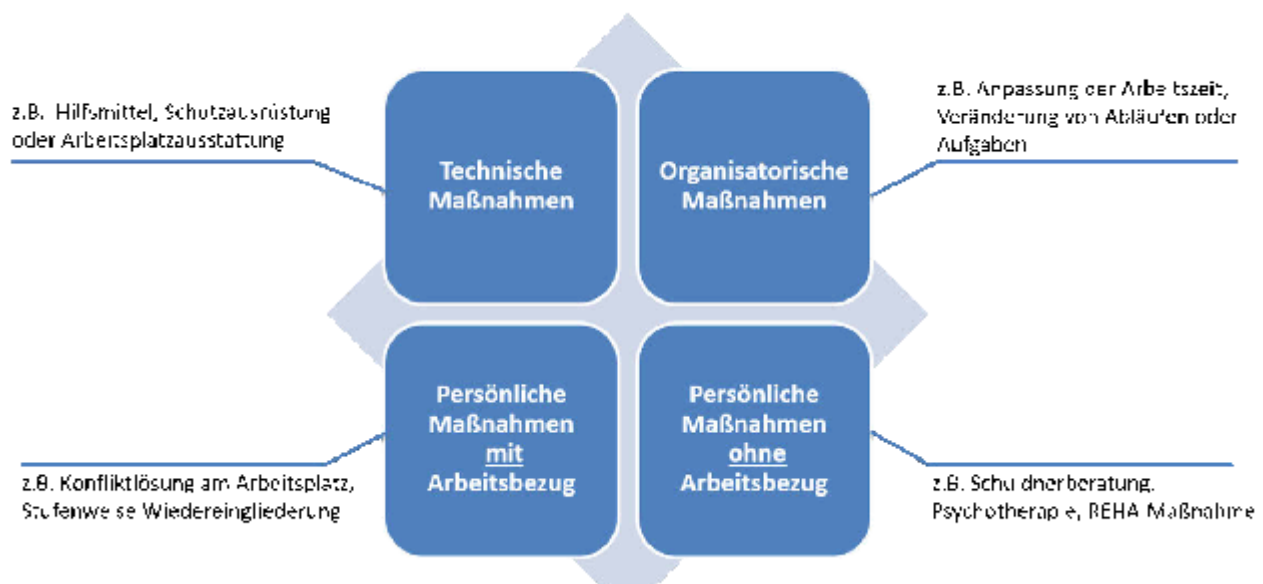 z.B. Hilfsmittel, Schutzausrüstung
oder Arbeitsplatzausstattung
Technische
Maßnahmen
Organisatorische
Maßnahmen
z.B. Anpassung der Arbeitszeit,
Veränderung von Abläufen oder
Aufgaben
Persönliche
Maßnahmen
mit
Arbeitsbezug
Persönliche
Maßnahmen
ohne
Arbeitsbezug
z.B. Konfliktlösung am Arbeitsplatz,
Stufenweise Wiedereingliederung
z.B. Schuldnerberatung,
Psychotherapie, REHA Maßnahme